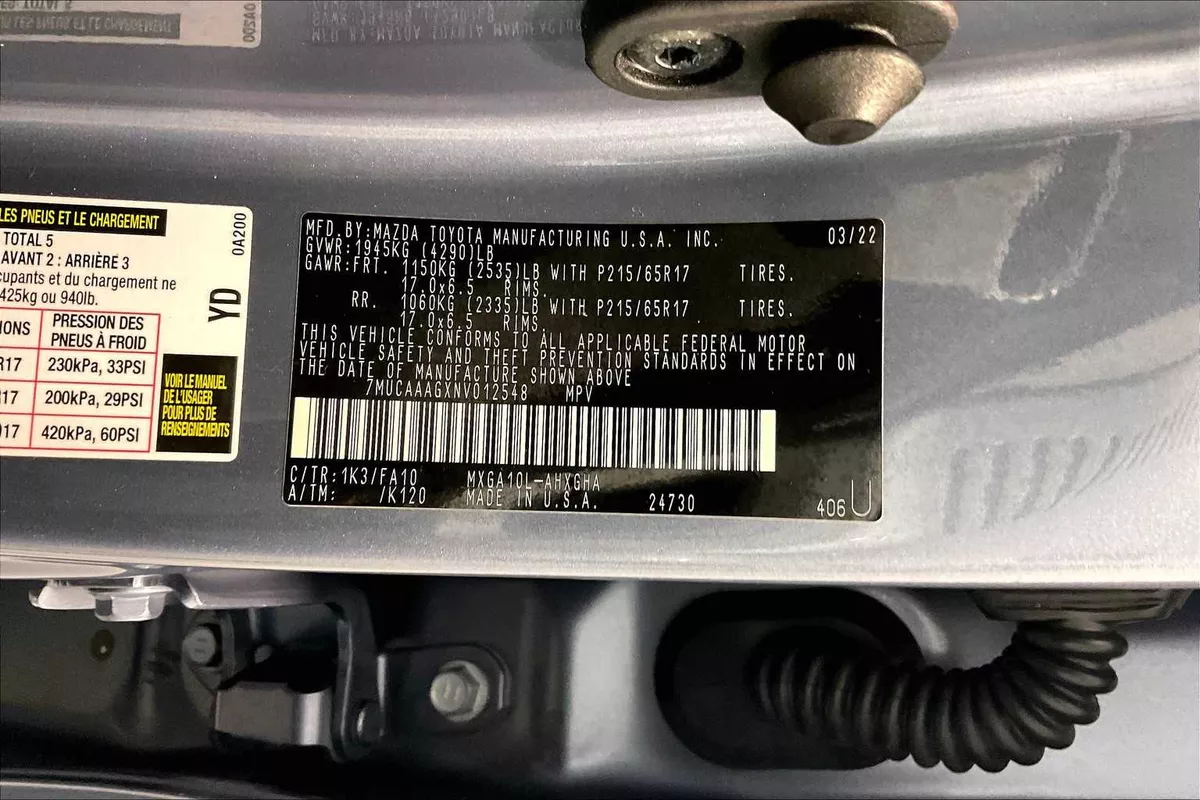 LES PNEUS ET LE CHARGEMENT
TOTAL 5
AVANT 2 : ARRIÈRE 3
cupants et du chargement ne
425kg ou 940lb.
IONS PRESSION DES PNEUS À FROID
R17 230kPa, 33PSI
17 200kPa, 29PSI
D17 420kPa, 60PSI
0A200
YD
VOIR LE MANUEL
DE L'USAGER
POUR PLUS DE
RENSEIGNEMENTS
MFD.BY:MAZDA TOYOTA MANUFACTURING U.S.A. INC. 03/22
GVWR:1945KG (4290)LB
GAWR:FRT. 1150KG (2535)LB WITH P215/65R17 TIRES.
17.0x6.5 RIMS.
RR. 1060KG (2335)LB WITH P215/65R17 TIRES.
17.0x6.5 RIMS.
THIS VEHICLE CONFORMS TO ALL APPLICABLE FEDERAL MOTOR
VEHICLE SAFETY AND THEFT PREVENTION STANDARDS IN EFFECT ON
THE DATE OF MANUFACTURE SHOWN ABOVE
7MUCAAAGXNV012548 MPV
C/TR:1K3/FA10 MXGA10L-AHXGHA
A/TM: /K120 MADE IN U.S.A. 24730
406U